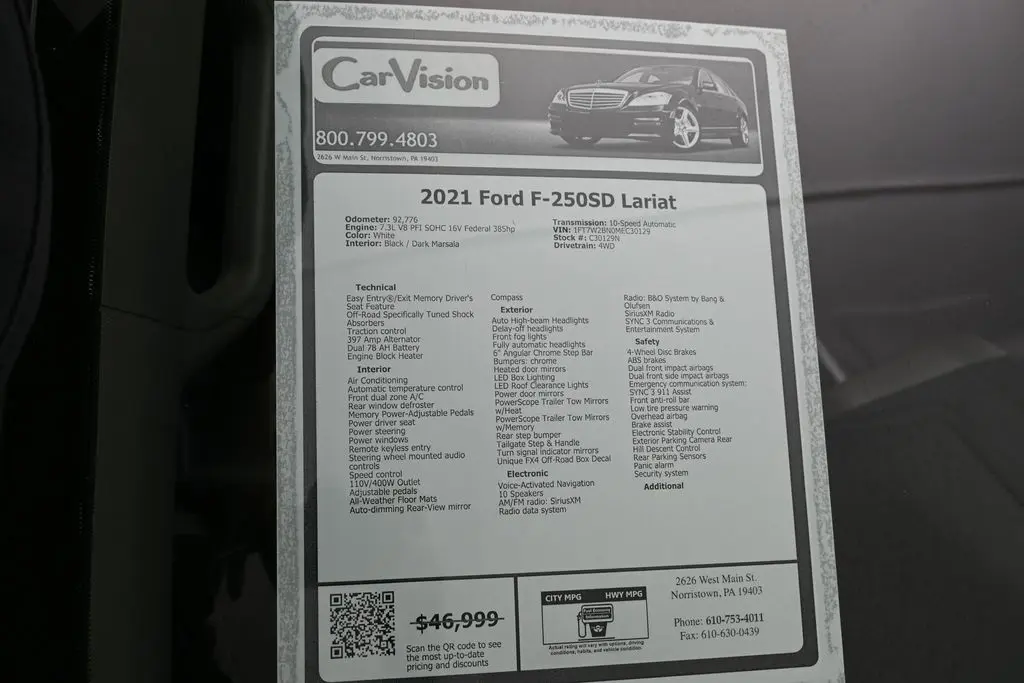 CarVision
800.799.4803
2626 W Main St, Norristown, PA 19403
2021 Ford F-250SD Lariat
Odometer: 92,776
Engine: 7.3L V8 PFI SOHC 16V Federal 385hp
Color: White
Interior: Black / Dark Marsala
Transmission: 10-Speed Automatic
VIN: 1FT7W2BN0MEC30129
Stock #: C30129N
Drivetrain: 4WD
Technical
Easy Entry®/Exit Memory Driver's
Seat Feature
Off-Road Specifically Tuned Shock
Absorbers
Traction control
397 Amp Alternator
Dual 78 AH Battery
Engine Block Heater
Interior
Air Conditioning
Automatic temperature control
Front dual zone A/C
Rear window defroster
Memory Power-Adjustable Pedals
Power driver seat
Power steering
Power windows
Remote keyless entry
Steering wheel mounted audio
controls
Speed control
110V/400W Outlet
Adjustable pedals
All-Weather Floor Mats
Auto-dimming Rear-View mirror
Compass
Exterior
Auto High-beam Headlights
Delay-off headlights
Front fog lights
Fully automatic headlights
6" Angular Chrome Step Bar
Bumpers: chrome
Heated door mirrors
LED Box Lighting
LED Roof Clearance Lights
Power door mirrors
PowerScope Trailer Tow Mirrors
w/Heat
PowerScope Trailer Tow Mirrors
w/Memory
Rear step bumper
Tailgate Step & Handle
Turn signal indicator mirrors
Unique FX4 Off-Road Box Decal
Electronic
Voice-Activated Navigation
10 Speakers
AM/FM radio: SiriusXM
Radio data system
Radio: B&O System by Bang &
Olufsen
SiriusXM Radio
SYNC 3 Communications &
Entertainment System
Safety
4-Wheel Disc Brakes
ABS brakes
Dual front impact airbags
Dual front side impact airbags
Emergency communication system:
SYNC 3 911 Assist
Front anti-roll bar
Low tire pressure warning
Overhead airbag
Brake assist
Electronic Stability Control
Exterior Parking Camera Rear
Hill Descent Control
Rear Parking Sensors
Panic alarm
Security system
Additional
$46,999
Scan the QR code to see
the most up-to-date
pricing and discounts
CITY MPG HWY MPG
Fuel Economy
Actual rating will vary with options, driving
conditions, habits, and vehicle condition.
2626 West Main St.
Norristown, PA 19403
Phone: 610-753-4011
Fax: 610-630-0439